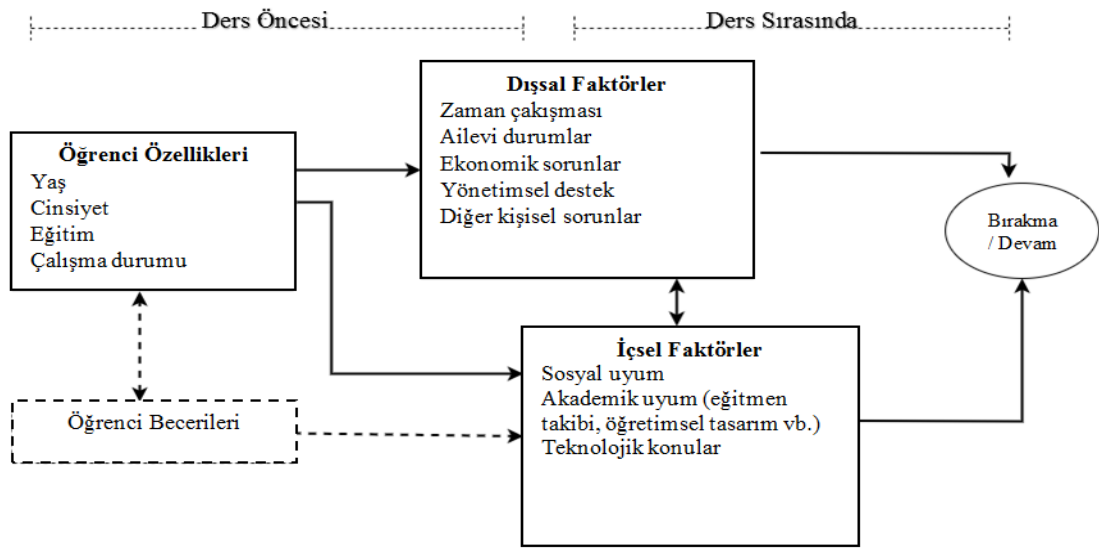 Ders Öncesi
Ders Sırasında
Öğrenci Özellikleri
Yaş
Cinsiyet
Eğitim
Çalışma durumu
Öğrenci Becerileri
Dışsal Faktörler
Zaman çakışması
Ailevi durumlar
Ekonomik sorunlar
Yönetimsel destek
Diğer kişisel sorunlar
İçsel Faktörler
Sosyal uyum
Akademik uyum (eğitmen
takibi, öğretimsel tasarım vb.)
Teknolojik konular
Bırakma
/ Devam